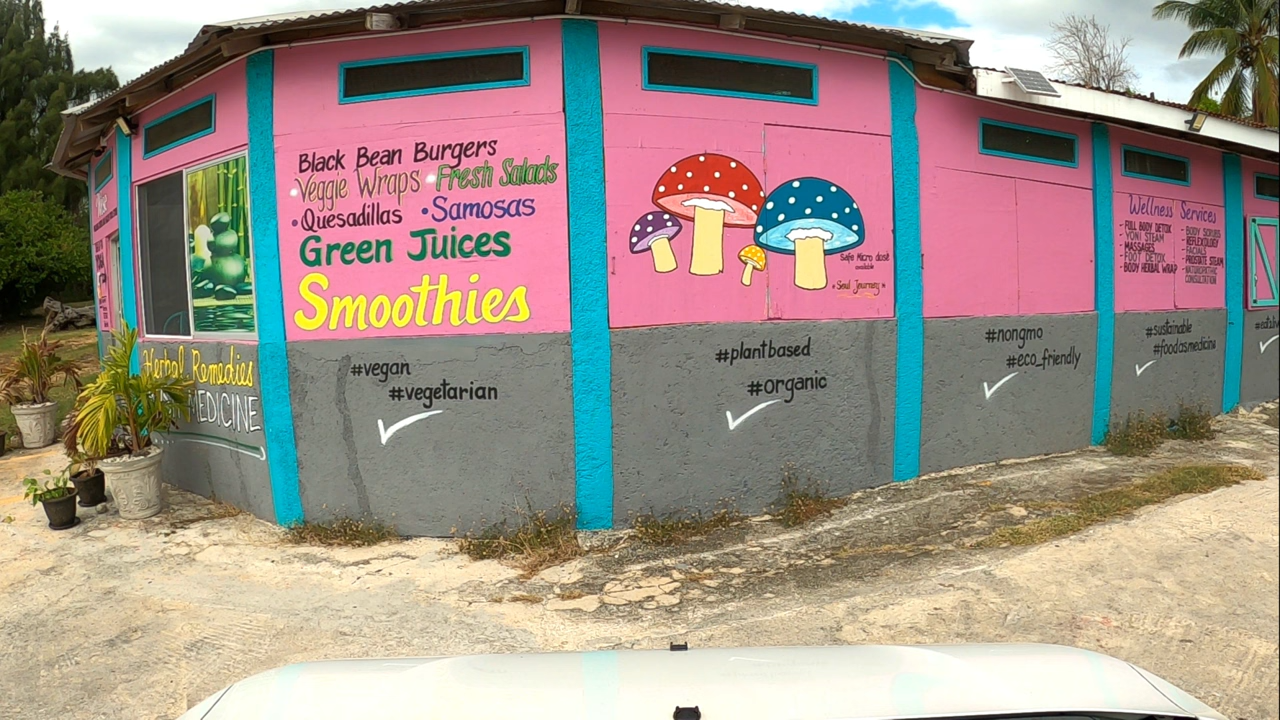 Black Bean Burgers
Veggie Wraps • Fresh Salads
• Quesadillas • Samosas
Green Juices
Smoothies
#vegan
#vegetarian
Herbal Remedies
MEDICINE
Safe Micro dose
available
"Soul Journey"
#plantbased
#organic
#nongmo
#eco_friendly
Wellness Services
- FULL BODY DETOX
- YONI STEAM
- MASSAGES
- FOOT DETOX
- BODY HERBAL WRAP
- BODY SCRUBS
- REFLEXOLOGY
- FACIALS
- PROSTATE STEAM
- NATUROPATHIC
CONSULTATION
#sustainable
#foodasmedicine